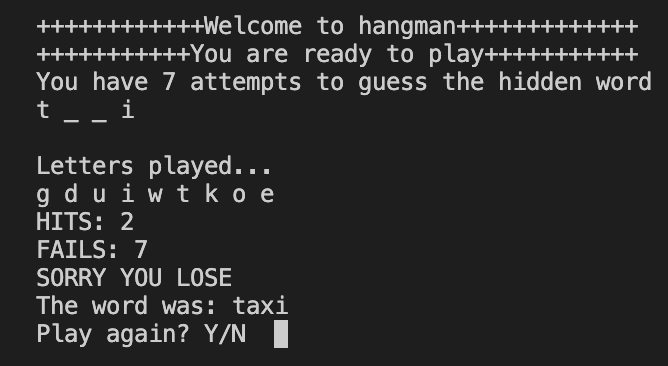 ++++++++++++Welcome to hangman+++++++++++++
+++++++++++You are ready to play+++++++++++
You have 7 attempts to guess the hidden word
t _ _ i
Letters played...
g d u i w t k o e
HITS: 2
FAILS: 7
SORRY YOU LOSE
The word was: taxi
Play again? Y/N